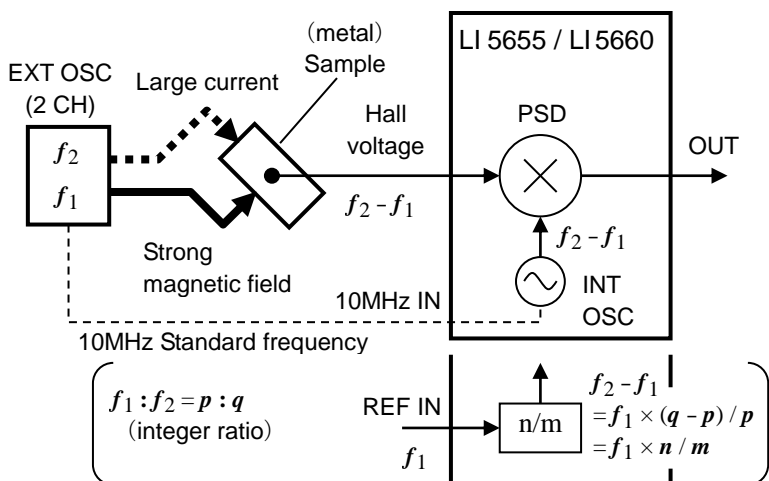 (metal)
Sample
LI 5655 / LI 5660
EXT OSC
(2 CH)
Large current
Hall
voltage
PSD
OUT
f2
f1
f2－f1
f2－f1
Strong
magnetic field
10MHz IN
INT
OSC
10MHz Standard frequency
f1 : f2 = p : q
(integer ratio)
REF IN
f1
n/m
f2－f1
= f1 × (q - p) / p
= f1 × n / m